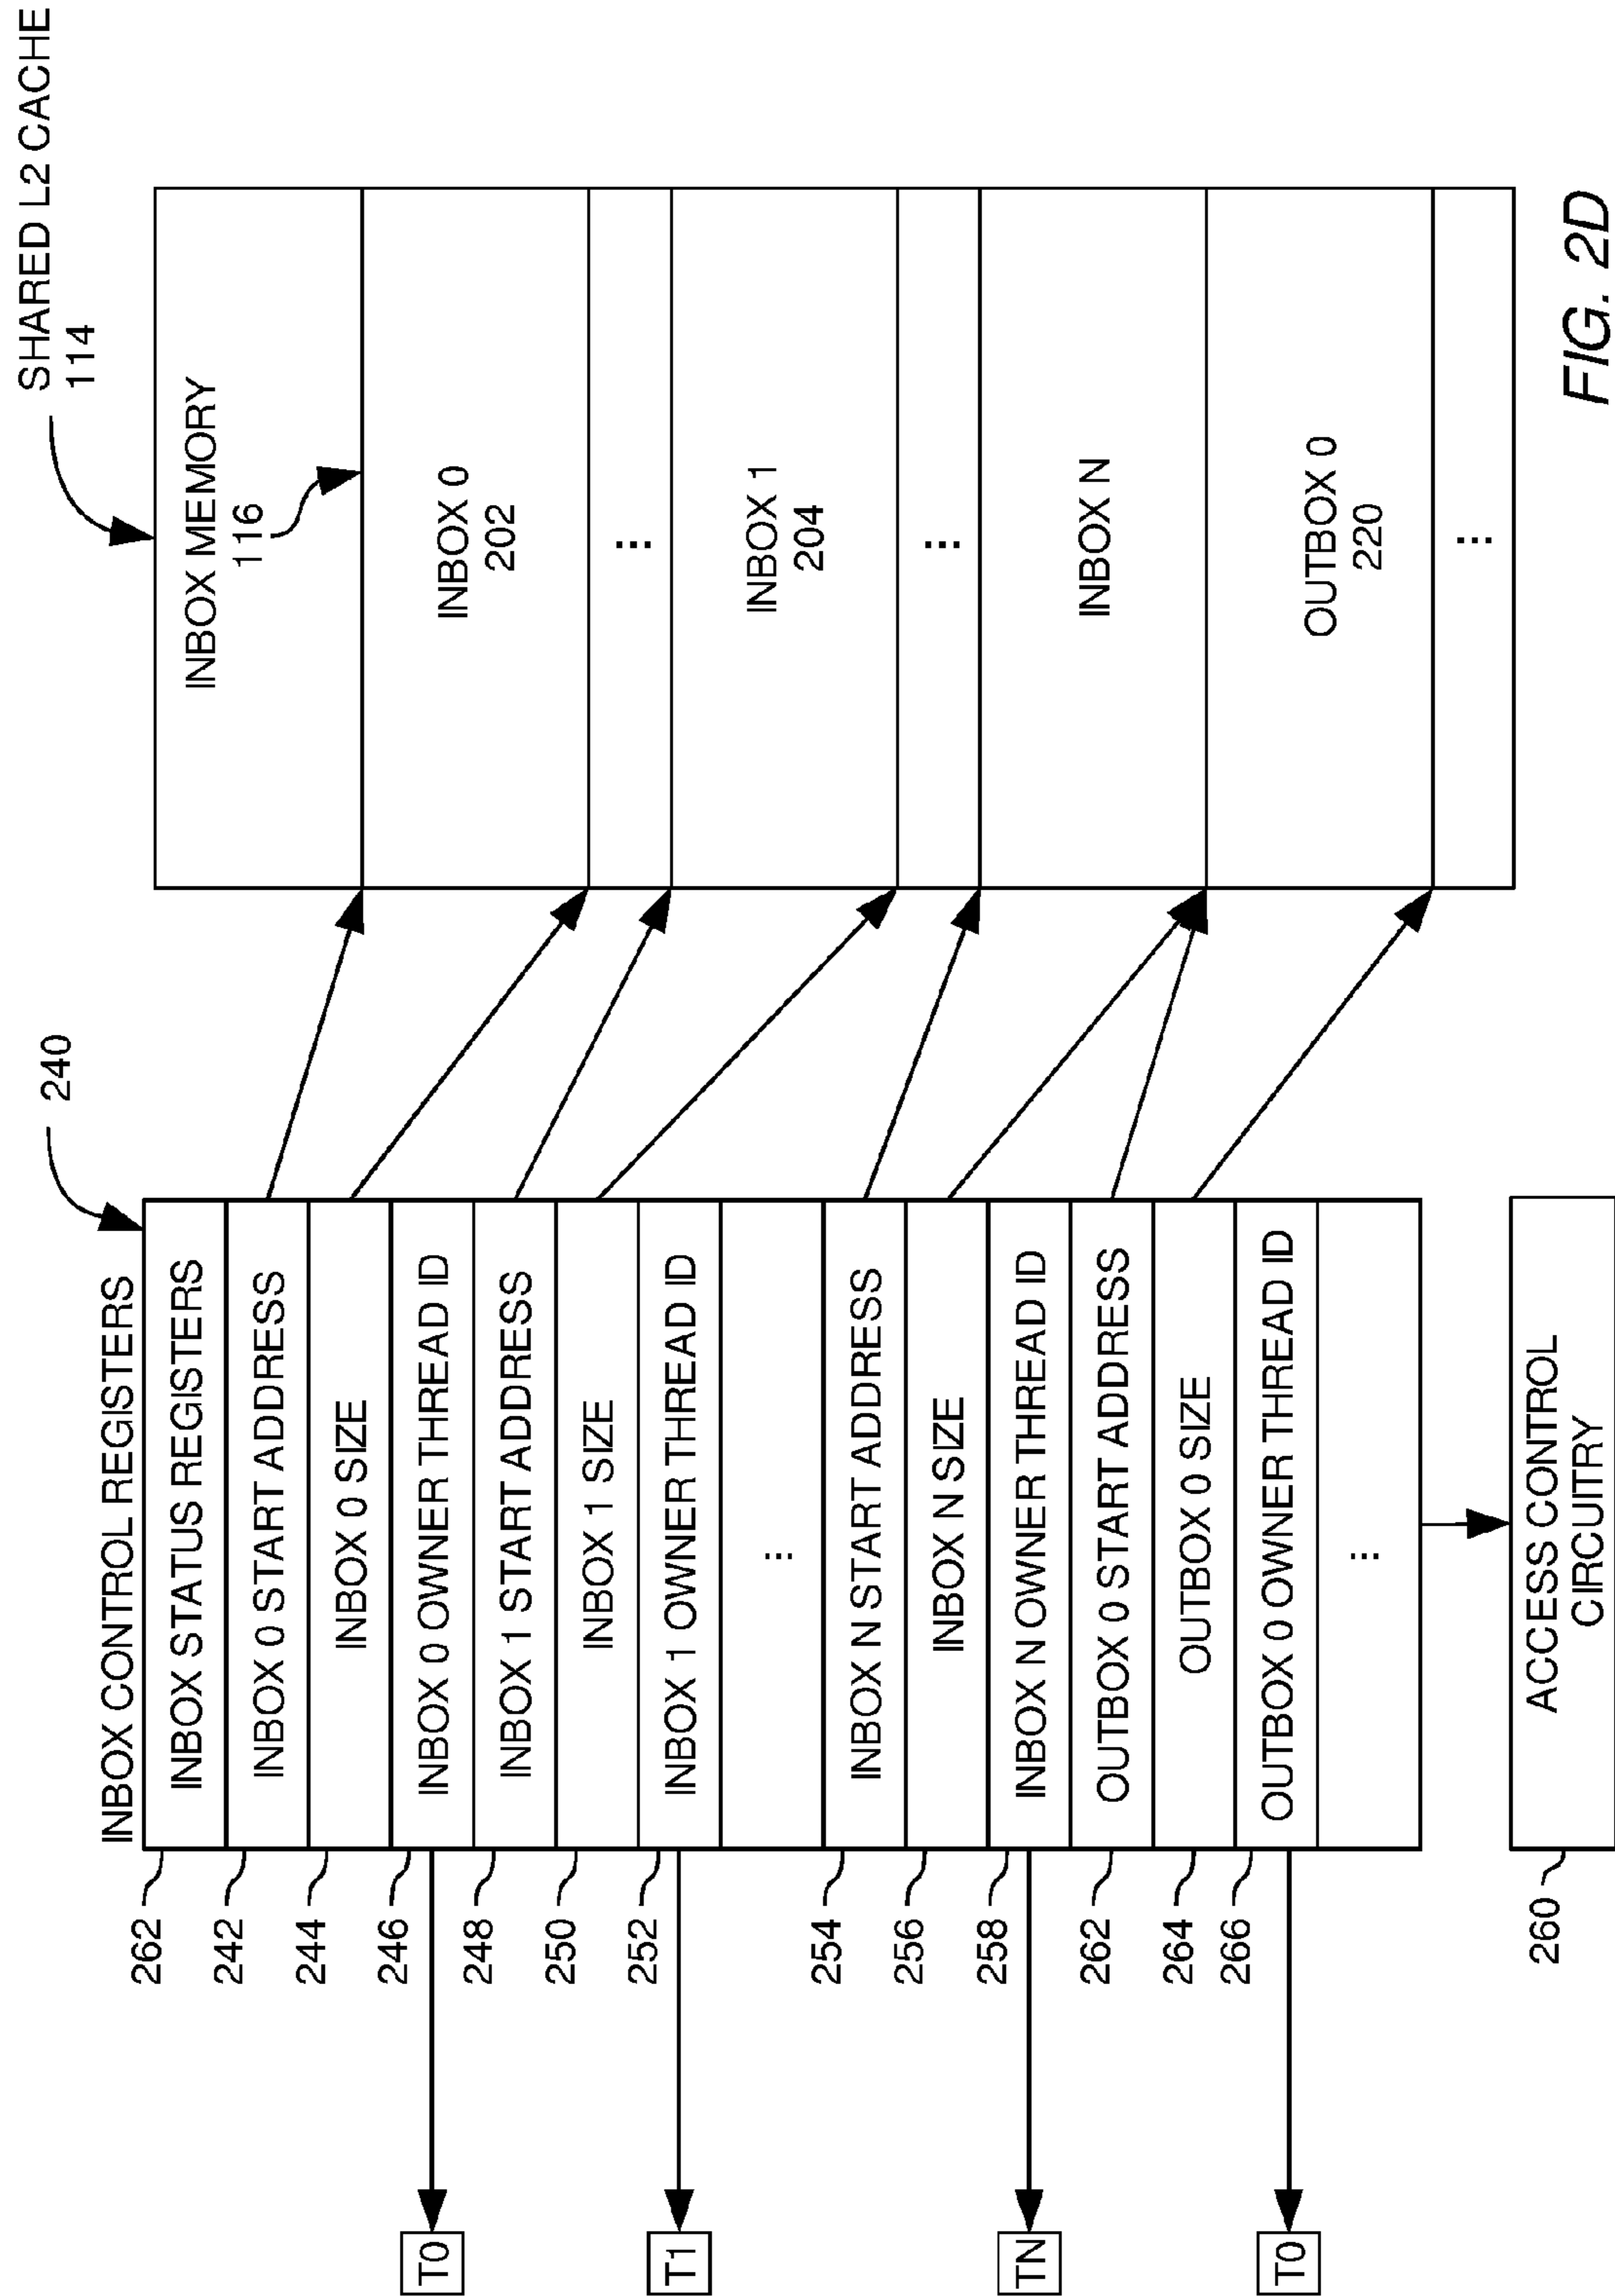 INBOX CONTROL REGISTERS
240
262
INBOX STATUS REGISTERS
242
INBOX 0 START ADDRESS
244
INBOX 0 SIZE
T0
246
INBOX 0 OWNER THREAD ID
248
INBOX 1 START ADDRESS
250
INBOX 1 SIZE
T1
252
INBOX 1 OWNER THREAD ID
...
254
INBOX N START ADDRESS
256
INBOX N SIZE
TN
258
INBOX N OWNER THREAD ID
262
OUTBOX 0 START ADDRESS
264
OUTBOX 0 SIZE
T0
266
OUTBOX 0 OWNER THREAD ID
...
260
ACCESS CONTROL
CIRCUITRY
SHARED L2 CACHE
114
INBOX MEMORY
116
INBOX 0
202
...
INBOX 1
204
...
INBOX N
OUTBOX 0
220
...
FIG. 2D